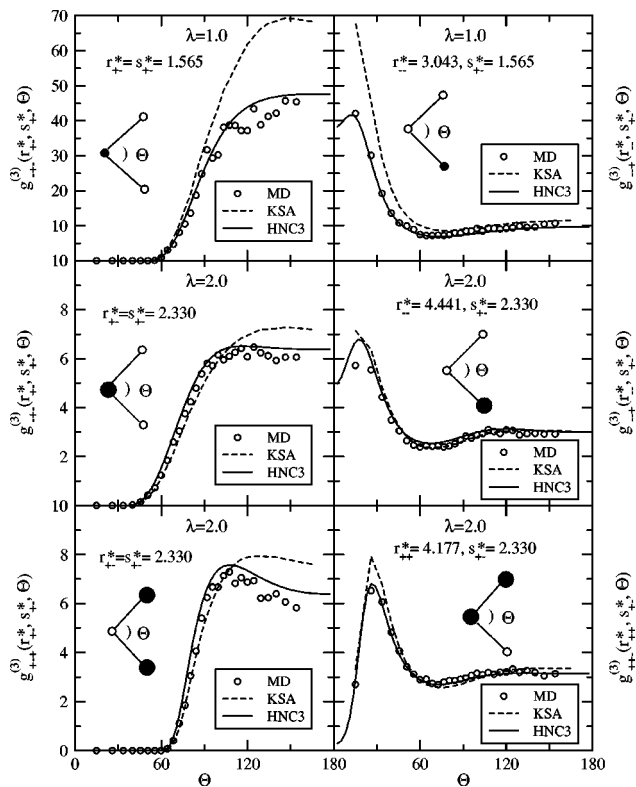 λ=1.0
r*₊₋= s*₊₋= 1.565
g⁽³⁾₋₊₋(r*₊₋, s*₊₋, Θ)
70
60
50
40
30
20
10
10
) Θ
MD
KSA
HNC3
λ=1.0
r*₋₋= 3.043, s*₊₋= 1.565
) Θ
MD
KSA
HNC3
g⁽³⁾₋₋₊(r*₋₋, s*₊₋, Θ)
λ=2.0
r*₊₋= s*₊₋= 2.330
g⁽³⁾₋₊₋(r*₊₋, s*₊₋, Θ)
8
6
4
2
10
) Θ
MD
KSA
HNC3
λ=2.0
r*₋₋= 4.441, s*₊₋= 2.330
) Θ
MD
KSA
HNC3
g⁽³⁾₋₋₊(r*₋₋, s*₊₋, Θ)
λ=2.0
r*₊₋=s*₊₋= 2.330
g⁽³⁾₊₋₊(r*₊₋, s*₊₋, Θ)
8
6
4
2
0
) Θ
MD
KSA
HNC3
λ=2.0
r*₊₊= 4.177, s*₊₋= 2.330
) Θ
MD
KSA
HNC3
g⁽³⁾₊₊₋(r*₊₊, s*₊₋, Θ)
0 60 120 180 60 120 180
Θ Θ